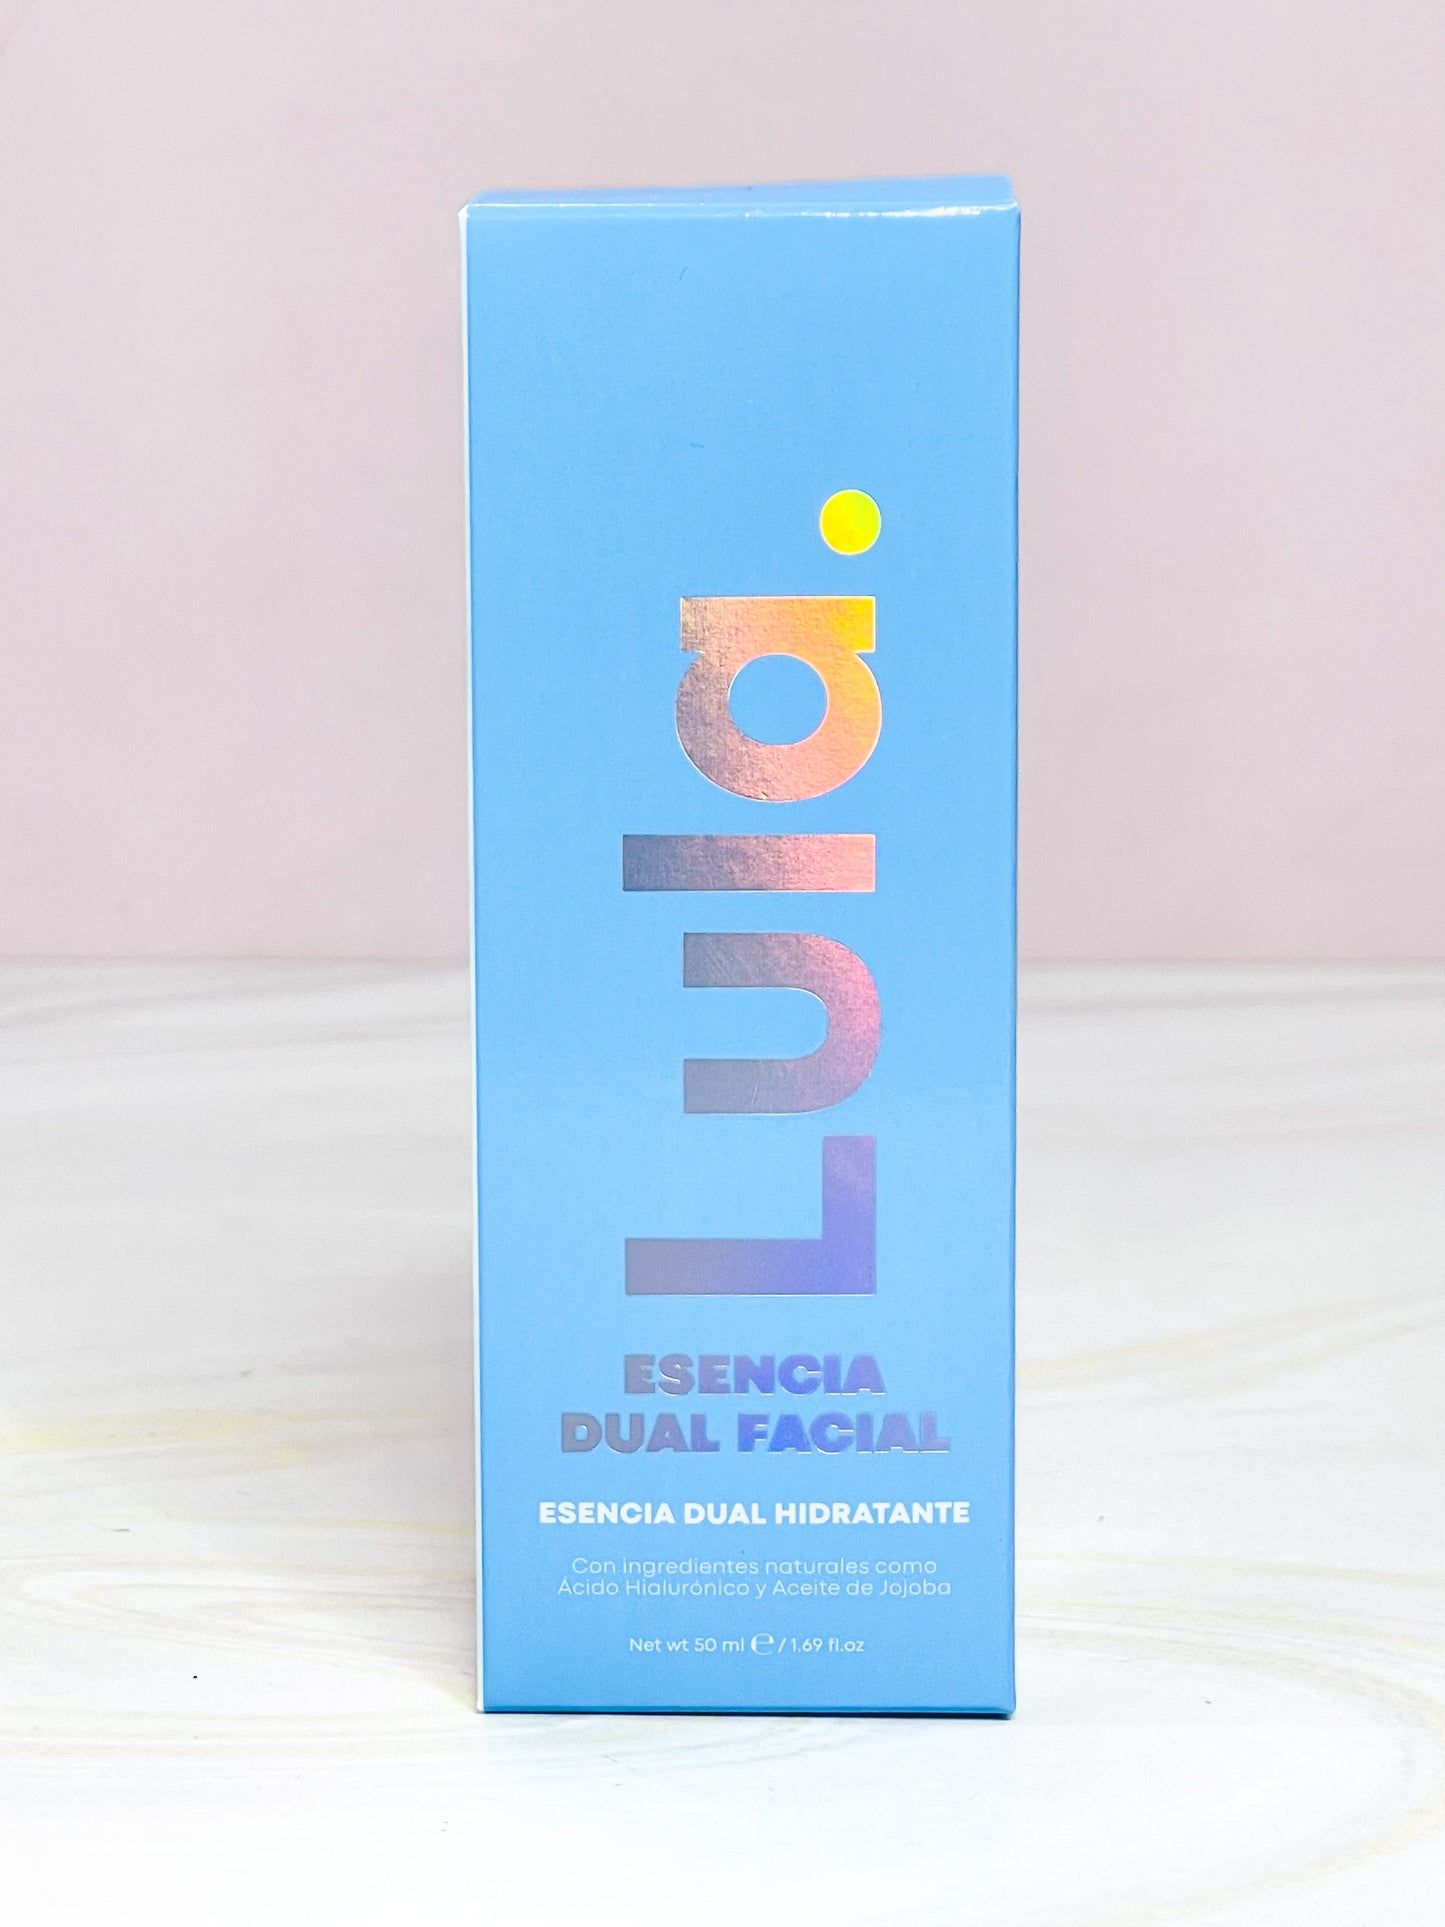 Lula.
ESENCIA
DUAL FACIAL
ESENCIA DUAL HIDRATANTE
Con ingredientes naturales como
Ácido Hialurónico y Aceite de Jojoba
Net wt 50 ml ℮ / 1.69 fl.oz